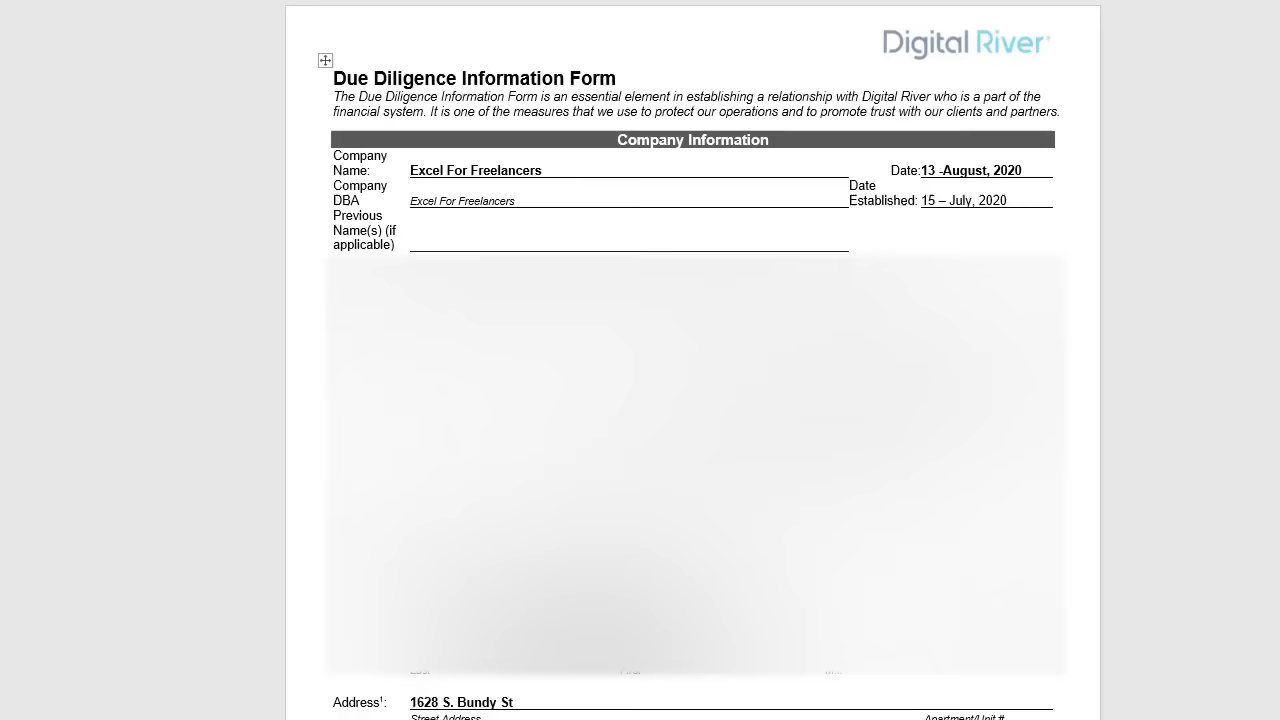 Digital River
Due Diligence Information Form
The Due Diligence Information Form is an essential element in establishing a relationship with Digital River who is a part of the
financial system. It is one of the measures that we use to protect our operations and to promote trust with our clients and partners.
Company Information
Company
Name: Excel For Freelancers Date: 13 -August, 2020
Company Date
DBA Excel For Freelancers Established: 15 – July, 2020
Previous
Name(s) (if
applicable)
Address¹: 1628 S. Bundy St
Street Address Apartment/Unit #